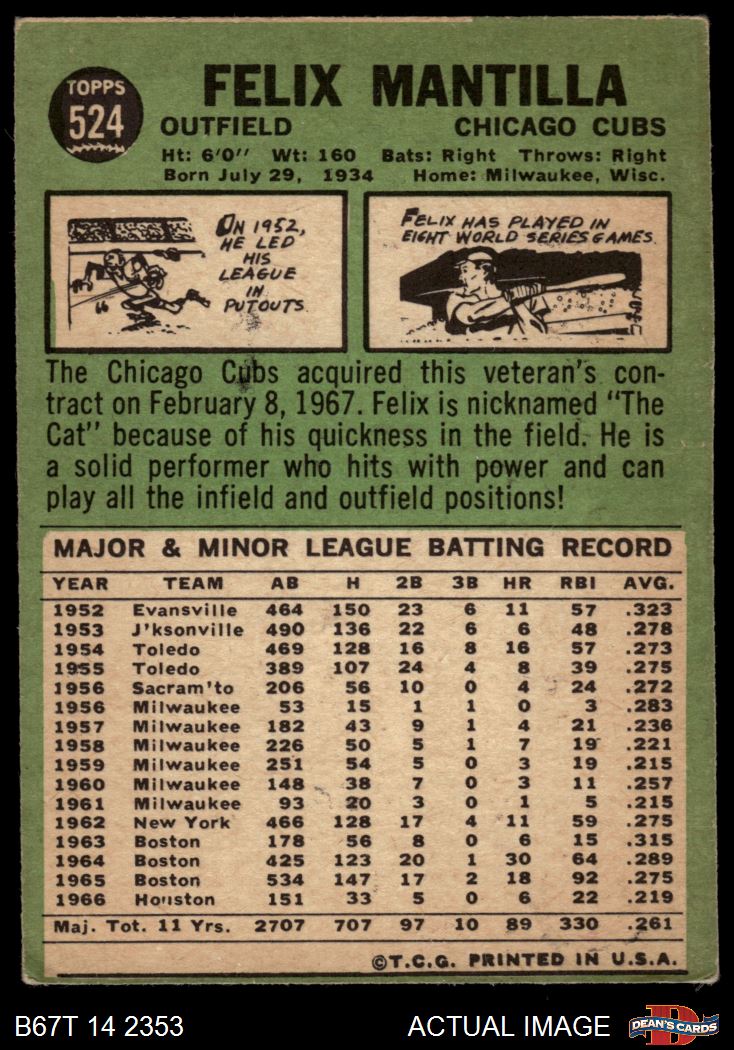 TOPPS
524
FELIX MANTILLA
OUTFIELD CHICAGO CUBS
Ht: 6'0" Wt: 160 Bats: Right Throws: Right
Born July 29, 1934 Home: Milwaukee, Wisc.
ON 1952,
HE LED
HIS
LEAGUE
IN
PUTOUTS
FELIX HAS PLAYED IN
EIGHT WORLD SERIES GAMES.
The Chicago Cubs acquired this veteran's con-
tract on February 8, 1967. Felix is nicknamed "The
Cat" because of his quickness in the field. He is
a solid performer who hits with power and can
play all the infield and outfield positions!
MAJOR & MINOR LEAGUE BATTING RECORD
YEAR TEAM AB H 2B 3B HR RBI AVG.
1952 Evansville 464 150 23 6 11 57 .323
1953 J'ksonville 490 136 22 6 6 48 .278
1954 Toledo 469 128 16 8 16 57 .273
1955 Toledo 389 107 24 4 8 39 .275
1956 Sacram'to 206 56 10 0 4 24 .272
1956 Milwaukee 53 15 1 1 0 3 .283
1957 Milwaukee 182 43 9 1 4 21 .236
1958 Milwaukee 226 50 5 1 7 19 .221
1959 Milwaukee 251 54 5 0 3 19 .215
1960 Milwaukee 148 38 7 0 3 11 .257
1961 Milwaukee 93 20 3 0 1 5 .215
1962 New York 466 128 17 4 11 59 .275
1963 Boston 178 56 8 0 6 15 .315
1964 Boston 425 123 20 1 30 64 .289
1965 Boston 534 147 17 2 18 92 .275
1966 Houston 151 33 5 0 6 22 .219
Maj. Tot. 11 Yrs. 2707 707 97 10 89 330 .261
©T.C.G. PRINTED IN U.S.A.
B67T 14 2353 ACTUAL IMAGE DEAN'S CARDS